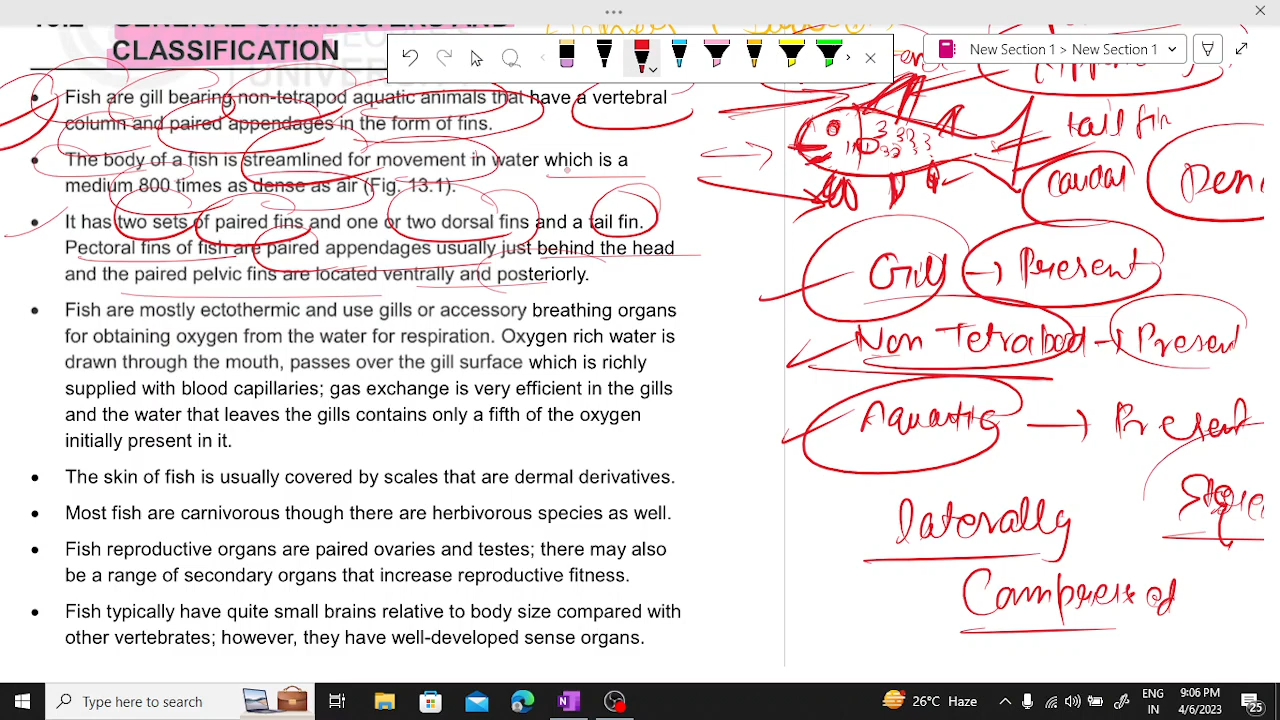 CLASSIFICATION
New Section 1 > New Section 1
• Fish are gill bearing non-tetrapod aquatic animals that have a vertebral
column and paired appendages in the form of fins.
• The body of a fish is streamlined for movement in water which is a
medium 800 times as dense as air (Fig. 13.1).
• It has two sets of paired fins and one or two dorsal fins and a tail fin.
Pectoral fins of fish are paired appendages usually just behind the head
and the paired pelvic fins are located ventrally and posteriorly.
• Fish are mostly ectothermic and use gills or accessory breathing organs
for obtaining oxygen from the water for respiration. Oxygen rich water is
drawn through the mouth, passes over the gill surface which is richly
supplied with blood capillaries; gas exchange is very efficient in the gills
and the water that leaves the gills contains only a fifth of the oxygen
initially present in it.
• The skin of fish is usually covered by scales that are dermal derivatives.
• Most fish are carnivorous though there are herbivorous species as well.
• Fish reproductive organs are paired ovaries and testes; there may also
be a range of secondary organs that increase reproductive fitness.
• Fish typically have quite small brains relative to body size compared with
other vertebrates; however, they have well-developed sense organs.
tail fin
Caudal
Gill → Present
Non Tetrapod → Present
Aquatic → Present
laterally
Compressed
Type here to search
26°C Haze
ENG
IN
9:06 PM
4/6/2023
25